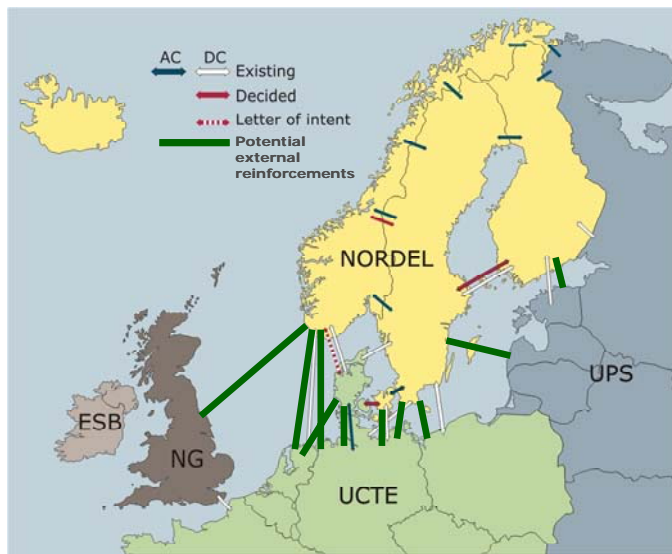 AC DC
Existing
Decided
Letter of intent
Potential
external
reinforcements
NORDEL
UPS
ESB
NG
UCTE